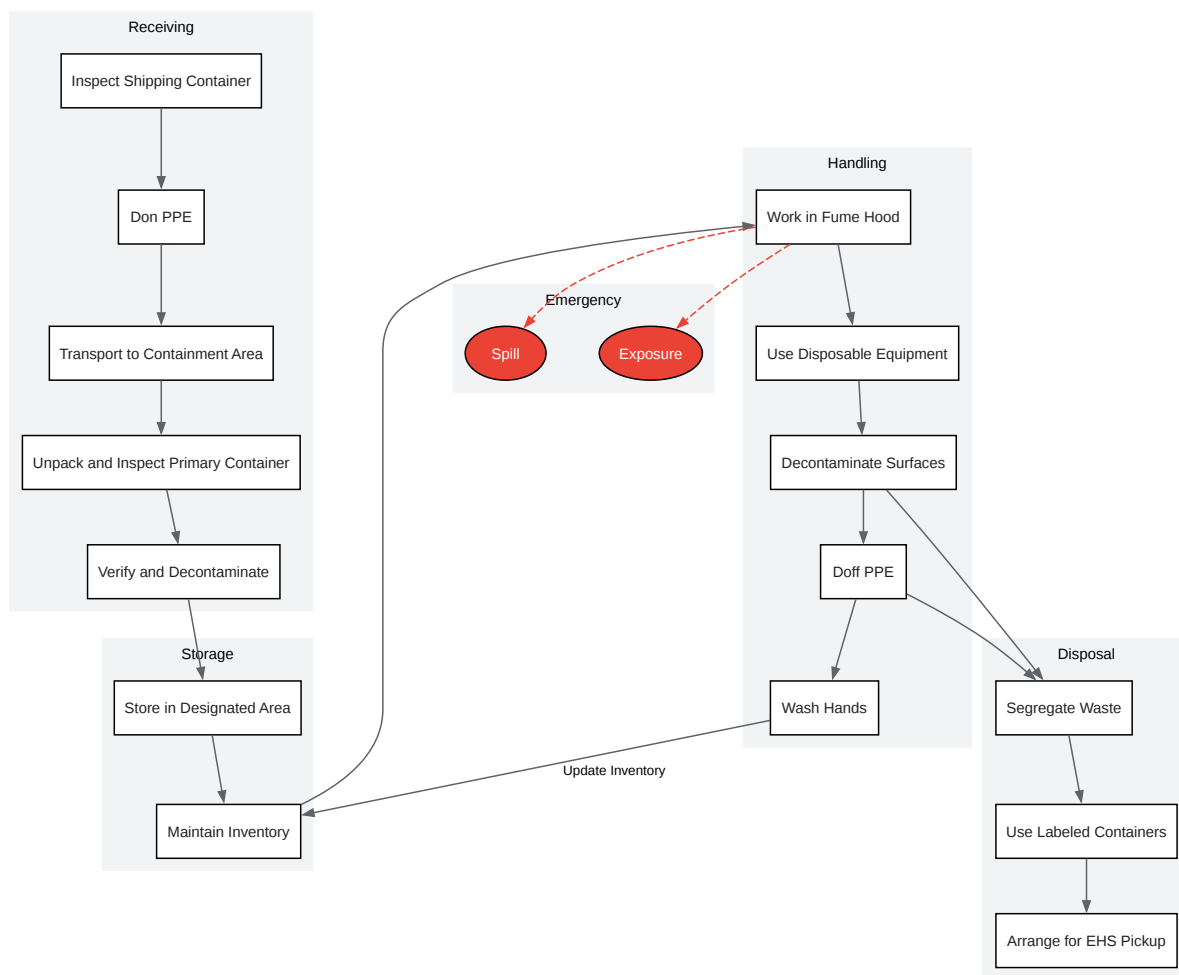 Receiving
Inspect Shipping Container
Don PPE
Transport to Containment Area
Unpack and Inspect Primary Container
Verify and Decontaminate
Storage
Store in Designated Area
Maintain Inventory
Emergency
Spill
Exposure
Handling
Work in Fume Hood
Use Disposable Equipment
Decontaminate Surfaces
Doff PPE
Wash Hands
Update Inventory
Disposal
Segregate Waste
Use Labeled Containers
Arrange for EHS Pickup